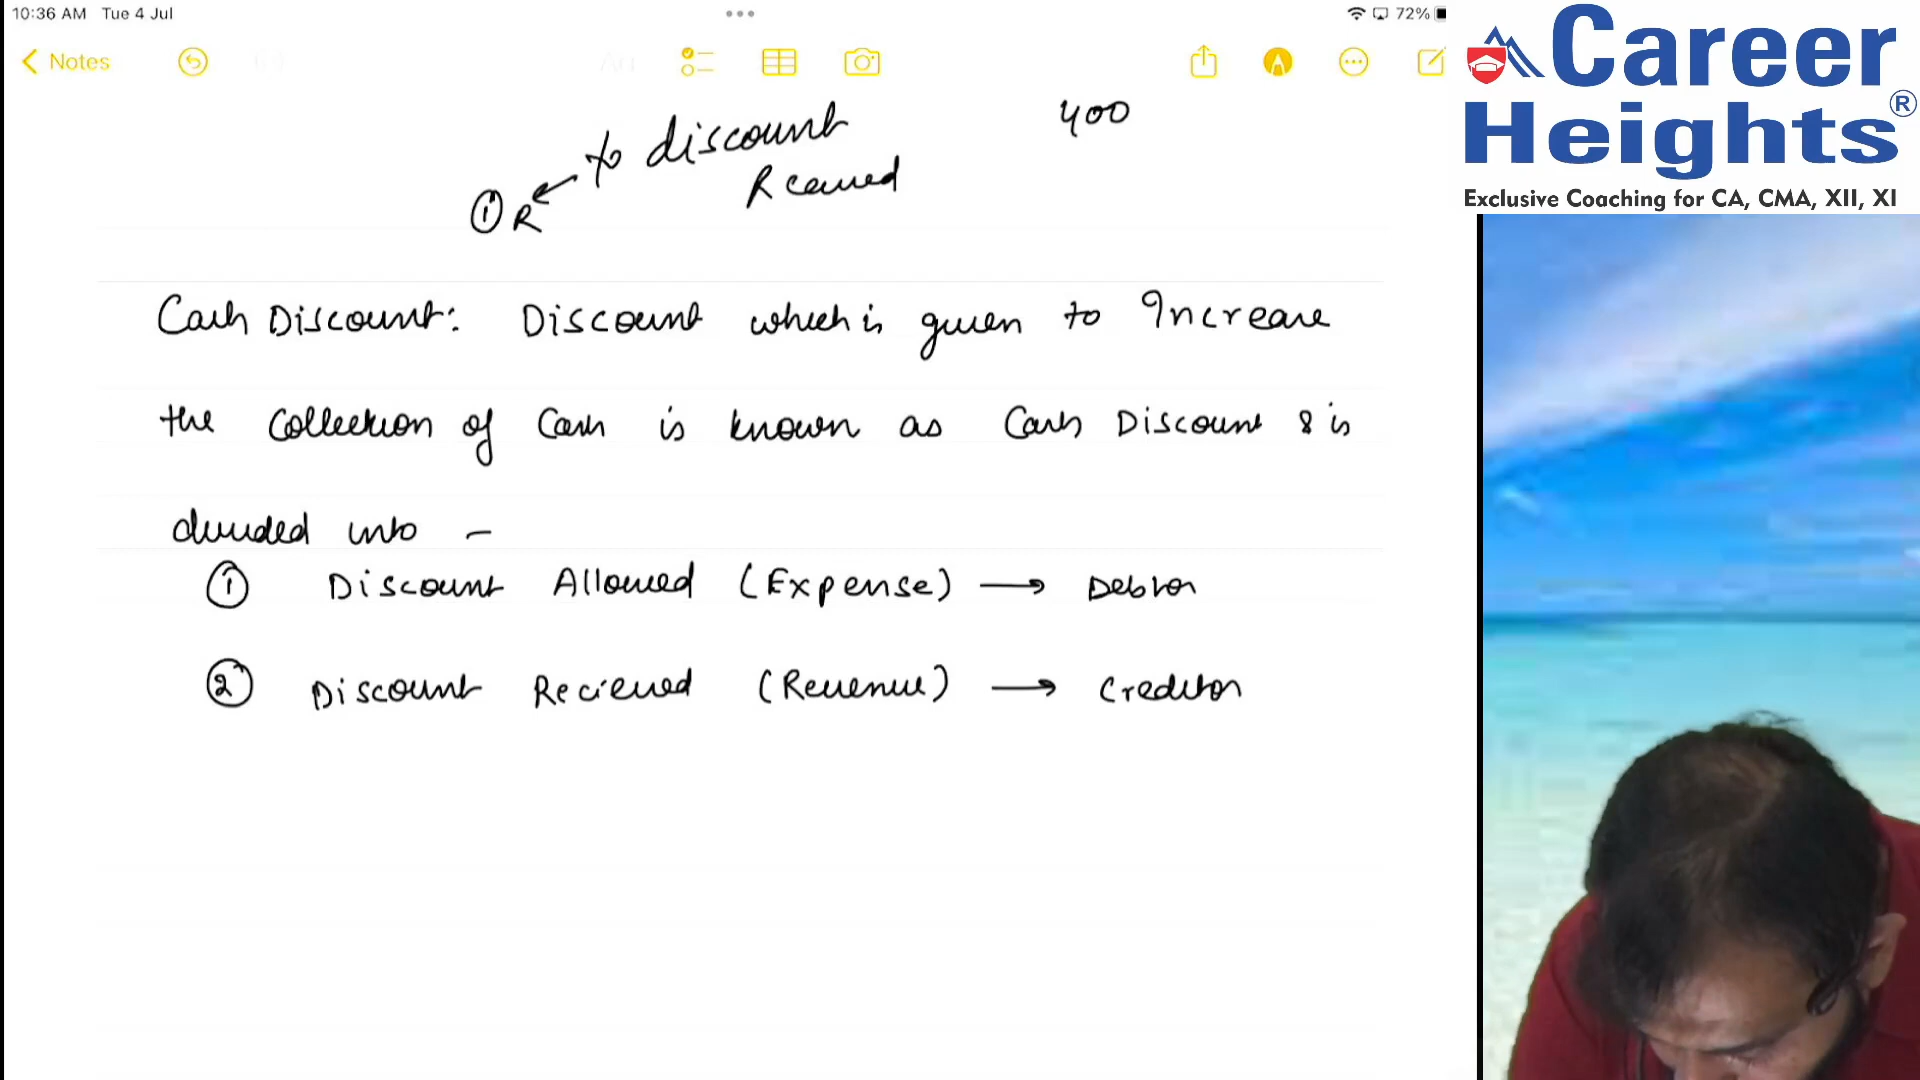 10:36 AM Tue 4 Jul
72%
Notes
Career
Heights®
Exclusive Coaching for CA, CMA, XII, XI
to discount 400
Received
① R
Cash Discount: Discount which is given to Increase
the Collection of Cash is known as Cash Discount & is
divided into –
① Discount Allowed (Expense) → Debtor
② Discount Recieved (Revenue) → Creditor